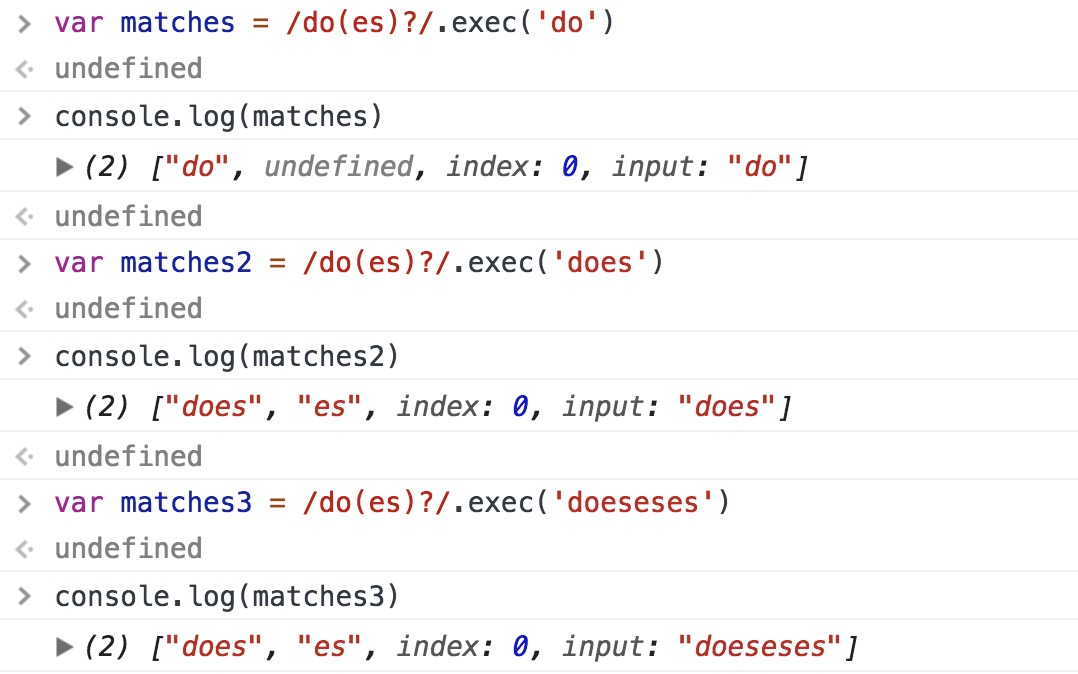 > var matches = /do(es)?/.exec('do')
<· undefined
> console.log(matches)
▶ (2) ["do", undefined, index: 0, input: "do"]
<· undefined
> var matches2 = /do(es)?/.exec('does')
<· undefined
> console.log(matches2)
▶ (2) ["does", "es", index: 0, input: "does"]
<· undefined
> var matches3 = /do(es)?/.exec('doeseses')
<· undefined
> console.log(matches3)
▶ (2) ["does", "es", index: 0, input: "doeseses"]